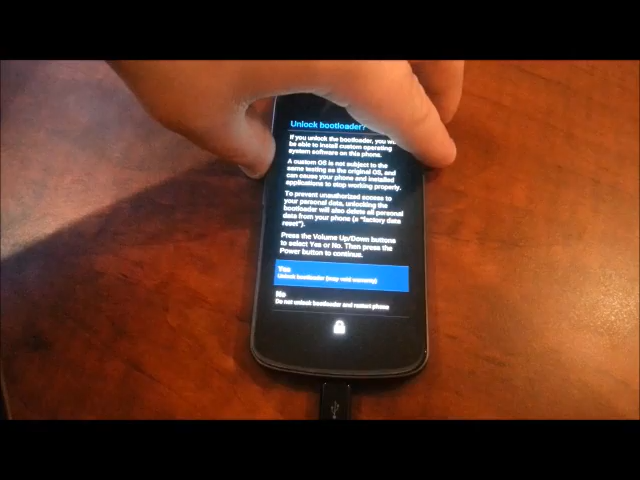 Unlock bootloader?
If you unlock the bootloader, you will
be able to install custom operating
system software on this phone.
A custom OS is not subject to the
same testing as the original OS, and
can cause your phone and installed
applications to stop working properly.
To prevent unauthorized access to
your personal data, unlocking the
bootloader will also delete all personal
data from your phone (a "factory data
reset").
Press the Volume Up/Down buttons
to select Yes or No. Then press the
Power button to continue.
Yes
Unlock bootloader (may void warranty)
No
Do not unlock bootloader and restart phone